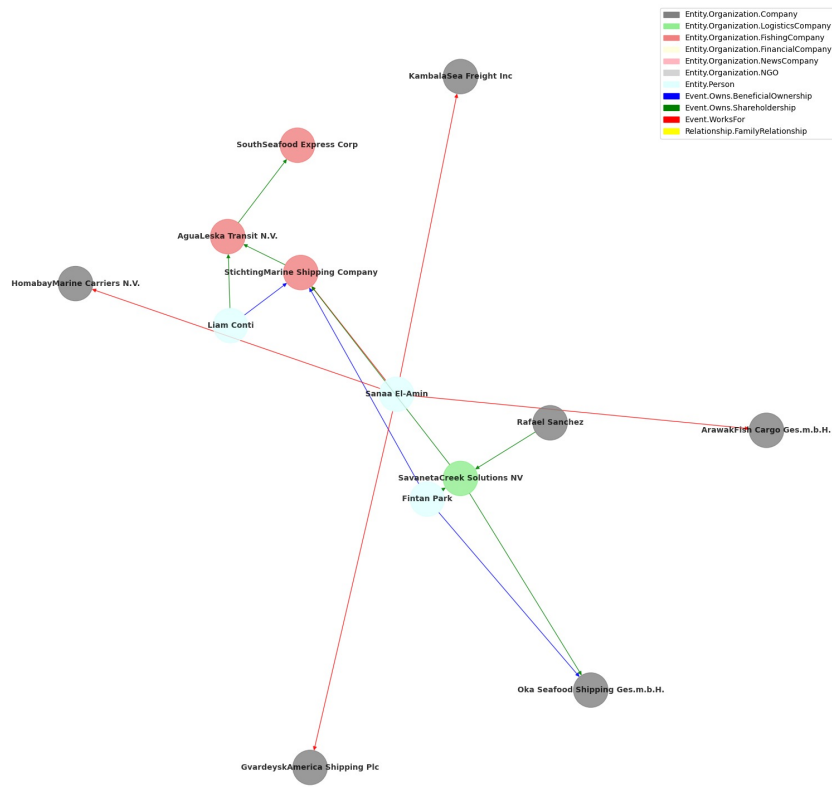 Entity.Organization.Company
Entity.Organization.LogisticsCompany
Entity.Organization.FishingCompany
Entity.Organization.FinancialCompany
Entity.Organization.NewsCompany
Entity.Organization.NGO
Entity.Person
Event.Owns.BeneficialOwnership
Event.Owns.Shareholdership
Event.WorksFor
Relationship.FamilyRelationship
KambalaSea Freight Inc
SouthSeafood Express Corp
AguaLeska Transit N.V.
StichtingMarine Shipping Company
HomabayMarine Carriers N.V.
Liam Conti
Sanaa El-Amin
Rafael Sanchez
ArawakFish Cargo Ges.m.b.H.
SavanetaCreek Solutions NV
Fintan Park
Oka Seafood Shipping Ges.m.b.H.
GvardeyskAmerica Shipping Plc